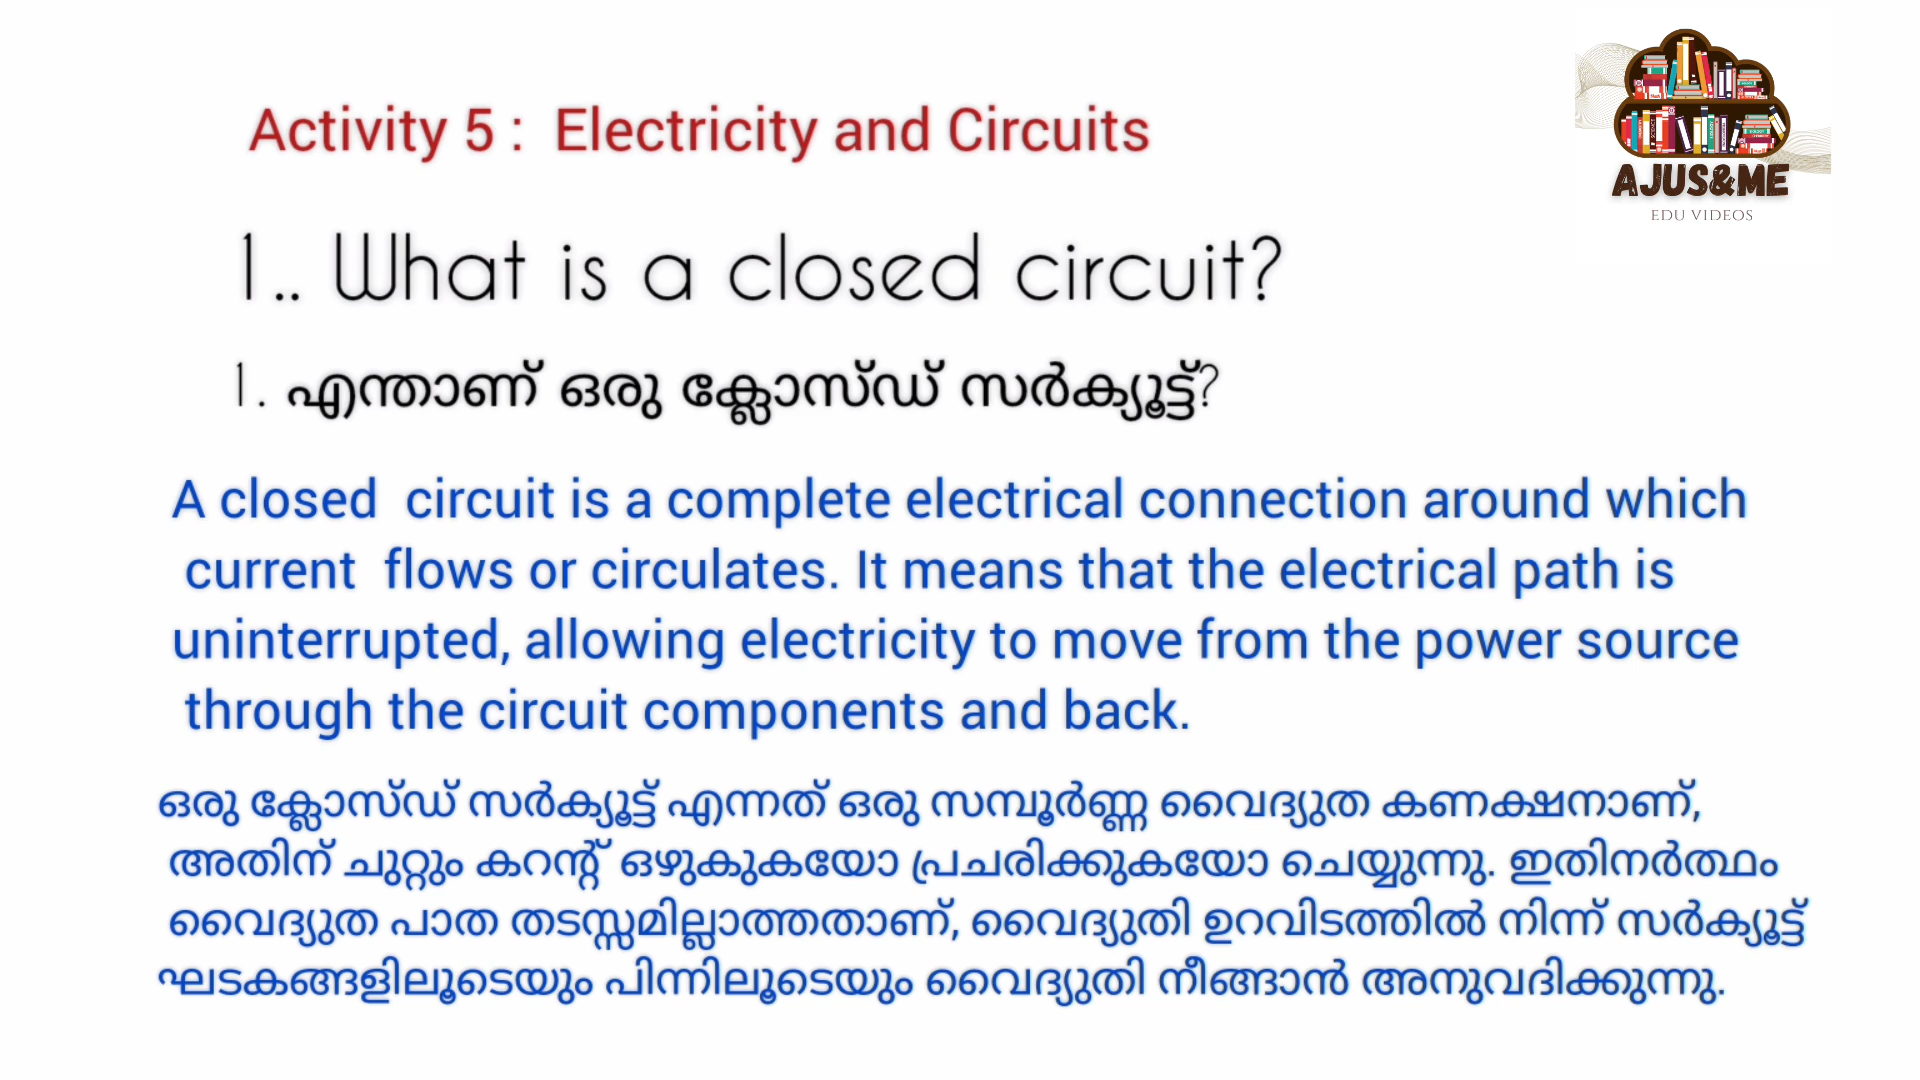 AJUS&ME
EDU VIDEOS
Activity 5 : Electricity and Circuits
1.. What is a closed circuit?
1. എന്താണ് ഒരു ക്ലോസ്ഡ് സർക്യൂട്ട്?
A closed circuit is a complete electrical connection around which
current flows or circulates. It means that the electrical path is
uninterrupted, allowing electricity to move from the power source
through the circuit components and back.
ഒരു ക്ലോസ്ഡ് സർക്യൂട്ട് എന്നത് ഒരു സമ്പൂർണ്ണ വൈദ്യുത കണക്ഷനാണ്,
അതിന് ചുറ്റും കറന്റ് ഒഴുകുകയോ പ്രചരിക്കുകയോ ചെയ്യുന്നു. ഇതിനർത്ഥം
വൈദ്യുത പാത തടസ്സമില്ലാത്തതാണ്, വൈദ്യുതി ഉറവിടത്തിൽ നിന്ന് സർക്യൂട്ട്
ഘടകങ്ങളിലൂടെയും പിന്നിലൂടെയും വൈദ്യുതി നീങ്ങാൻ അനുവദിക്കുന്നു.